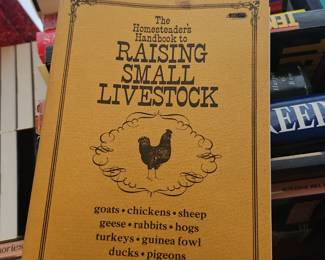 The
Homesteader's
Handbook to
RAISING
SMALL
LIVESTOCK
goats • chickens • sheep
geese • rabbits • hogs
turkeys • guinea fowl
ducks • pigeons